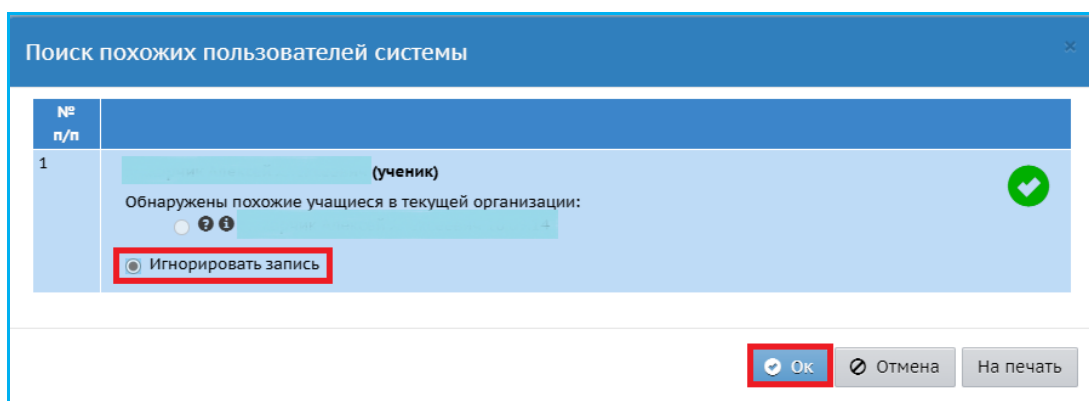 Поиск похожих пользователей системы
№
п/п
1
(ученик)
Обнаружены похожие учащиеся в текущей организации:
Игнорировать запись
Ок
Отмена
На печать